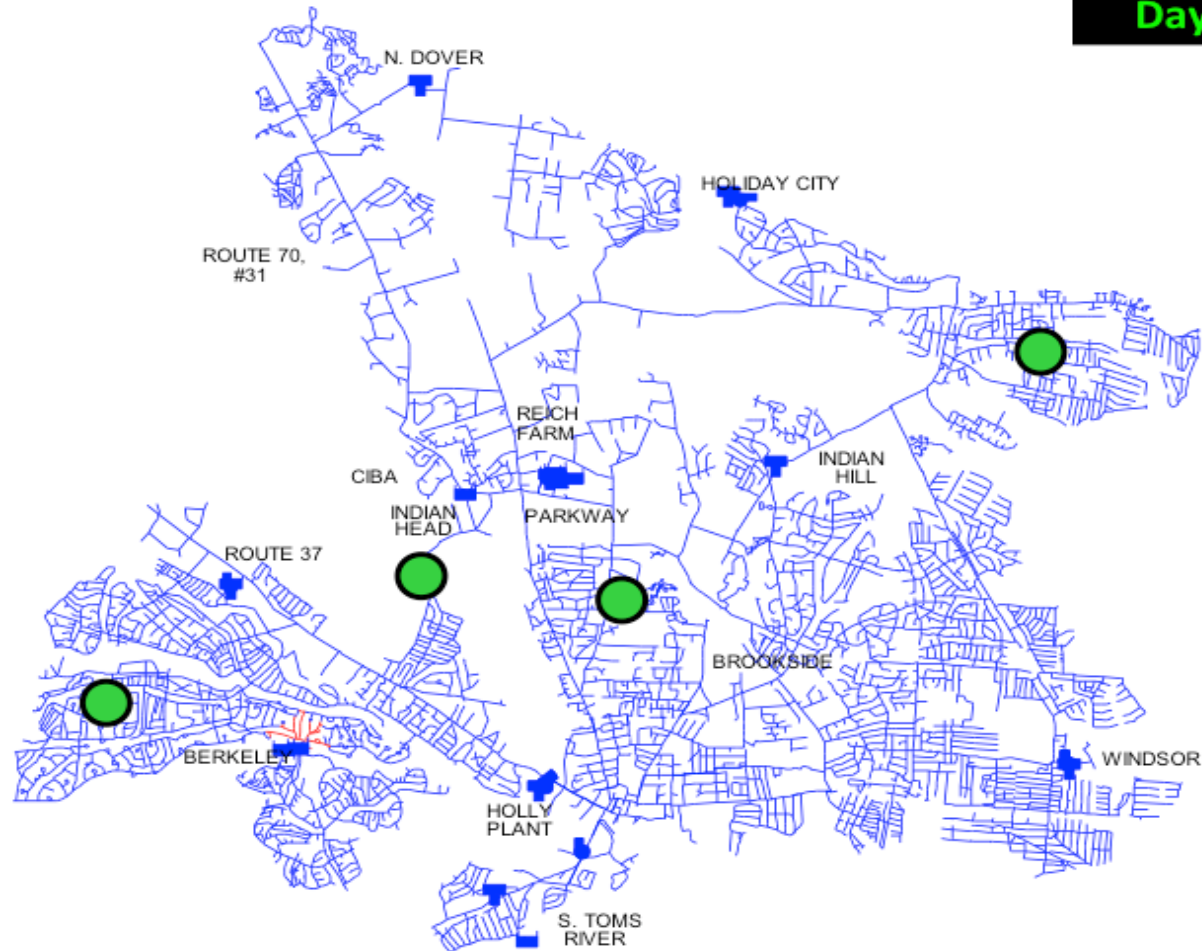 Day
N. DOVER
HOLIDAY CITY
ROUTE 70,
#31
REICH
FARM
CIBA
INDIAN
HILL
INDIAN
HEAD
PARKWAY
ROUTE 37
BROOKSIDE
BERKELEY
WINDSOR
HOLLY
PLANT
S. TOMS
RIVER